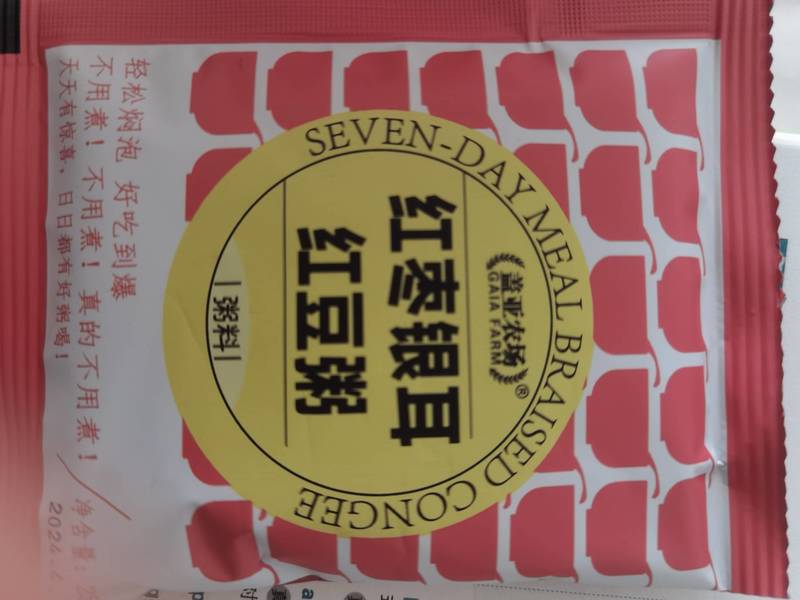 SEVEN-DAY MEAL BRAISED CONGEE
盖亚农场®
GAIA FARM
红枣银耳
红豆粥
粥料
轻松焖泡 好吃到爆
不用煮！不用煮！真的不用煮！
天天有惊喜，日日都有好粥喝！
净含量：
2024